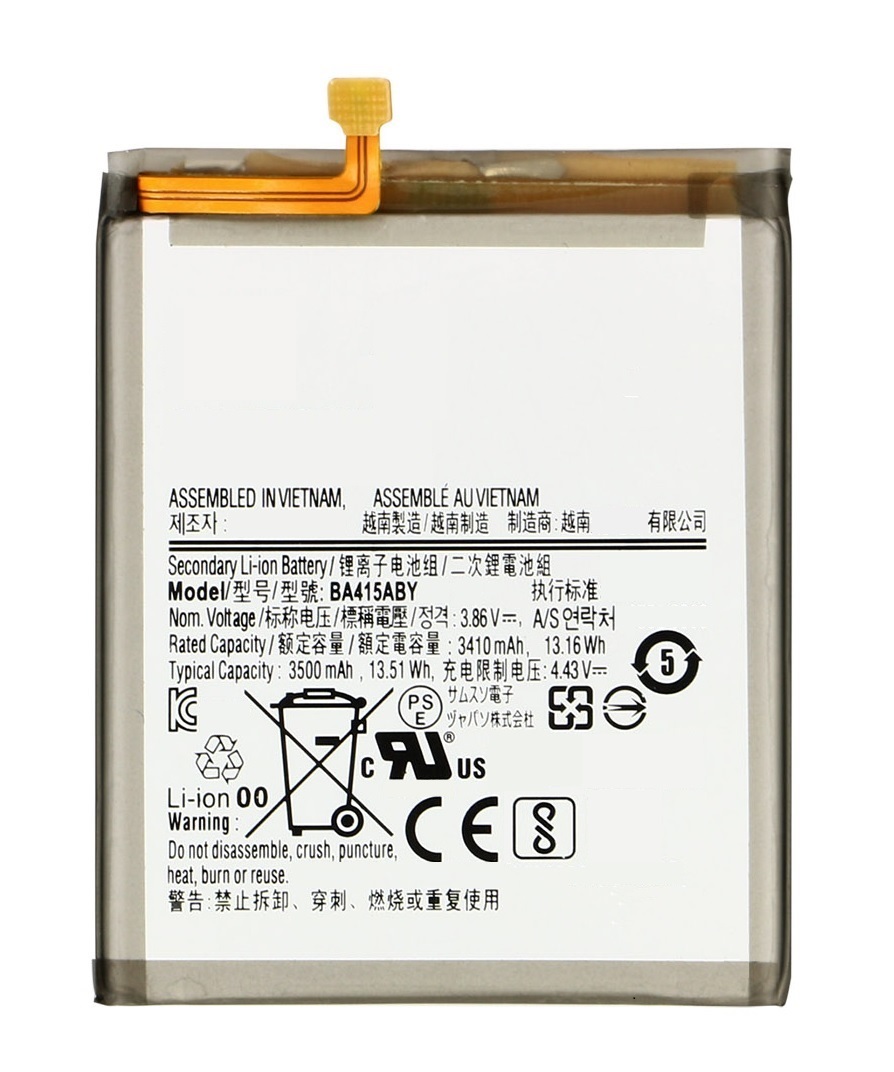 ASSEMBLED IN VIETNAM, ASSEMBLÉ AU VIETNAM
제조자 : 越南製造/越南制造 制造商:越南 有限公司
Secondary Li-ion Battery / 锂离子电池组 / 二次鋰電池組
Model/型号/型號: BA415ABY 执行标准
Nom. Voltage /标称电压/標稱電壓/정격: 3.86 V⎓, A/S 연락처
Rated Capacity / 额定容量 / 額定電容量 : 3410 mAh, 13.16 Wh
Typical Capacity : 3500 mAh , 13.51 Wh, 充电限制电压: 4.43 V⎓
5
PS E サムスソ電子
ヅャパソ株式会社
c RU ® US
Li-ion 00
CE
Warning :
Do not disassemble, crush, puncture,
heat, burn or reuse.
警告:禁止拆卸、穿刺、燃烧或重复使用